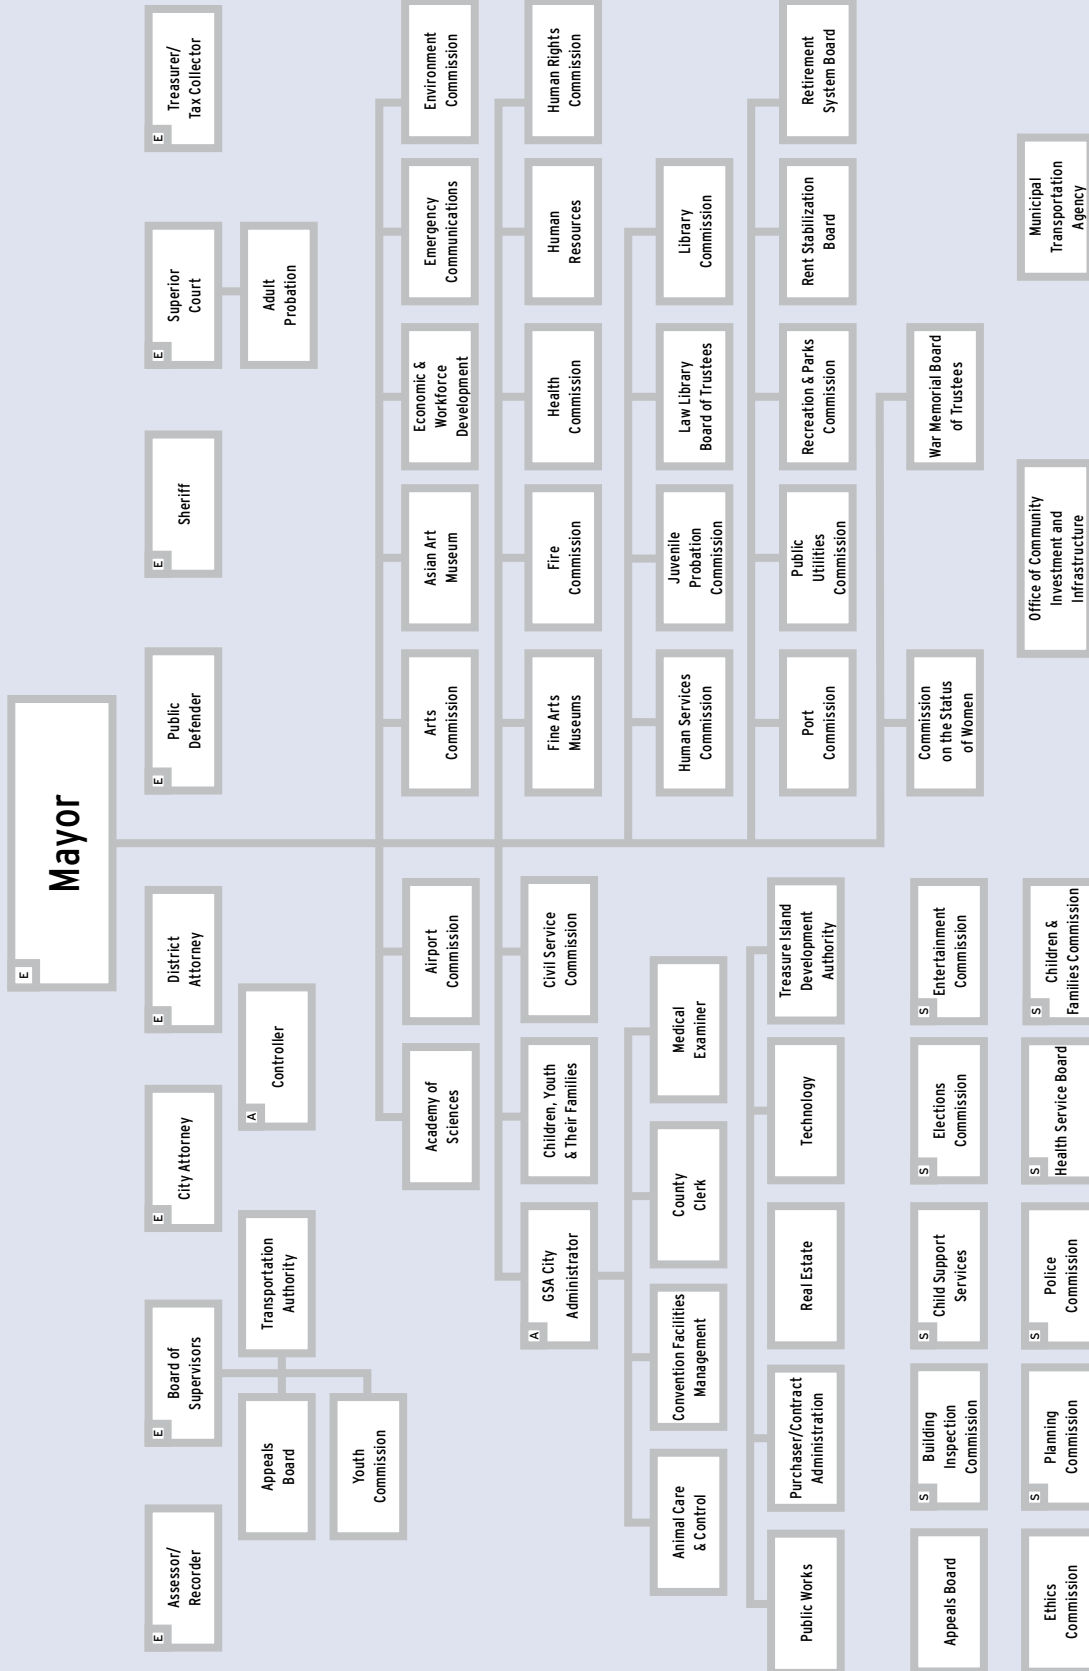 E
Mayor
E
Assessor/
Recorder
E
Board of
Supervisors
E
City Attorney
E
District
Attorney
E
Public
Defender
E
Sheriff
E
Superior
Court
E
Treasurer/
Tax Collector
Appeals
Board
Transportation
Authority
A
Controller
Adult
Probation
Youth
Commission
Academy of
Sciences
Airport
Commission
Arts
Commission
Asian Art
Museum
Economic &
Workforce
Development
Emergency
Communications
Environment
Commission
A
GSA City
Administrator
Children, Youth
& Their Families
Civil Service
Commission
Fine Arts
Museums
Fire
Commission
Health
Commission
Human
Resources
Human Rights
Commission
Animal Care
& Control
Convention Facilities
Management
County
Clerk
Medical
Examiner
Human Services
Commission
Juvenile
Probation
Commission
Law Library
Board of Trustees
Library
Commission
Public Works
Purchaser/Contract
Administration
Real Estate
Technology
Treasure Island
Development
Authority
Port
Commission
Public
Utilities
Commission
Recreation & Parks
Commission
Rent Stabilization
Board
Retirement
System Board
Appeals Board
S
Building
Inspection
Commission
S
Child Support
Services
S
Elections
Commission
S
Entertainment
Commission
Commission
on the Status
of Women
War Memorial Board
of Trustees
Ethics
Commission
S
Planning
Commission
S
Police
Commission
S
Health Service Board
S
Children &
Families Commission
Office of Community
Investment and
Infrastructure
Municipal
Transportation
Agency